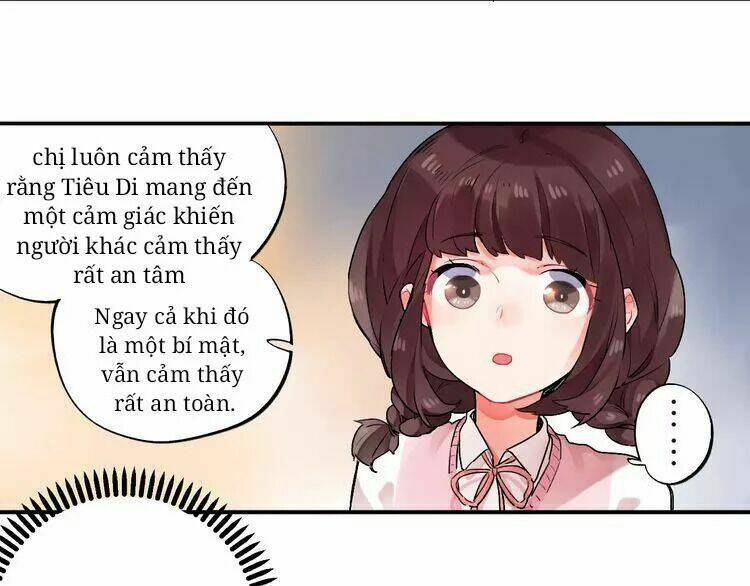 chị luôn cảm thấy
rằng Tiêu Di mang đến
một cảm giác khiến
người khác cảm thấy
rất an tâm
Ngay cả khi đó
là một bí mật,
vẫn cảm thấy
rất an toàn.
......